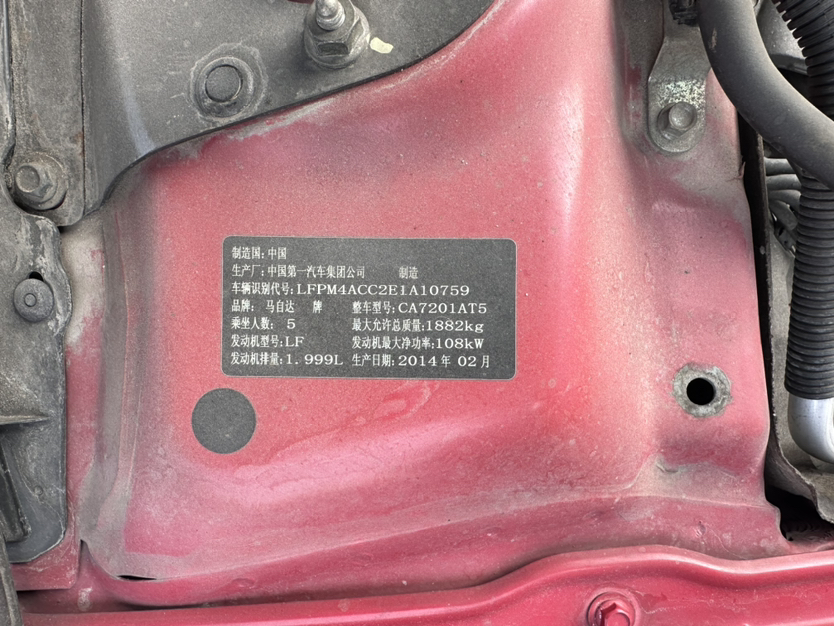 制造国: 中国
生产厂: 中国第一汽车集团公司 制造
车辆识别代号: LFPM4ACC2E1A10759
品牌: 马自达 牌 整车型号: CA7201AT5
乘坐人数: 5 最大允许总质量: 1882kg
发动机型号: LF 发动机最大净功率: 108kW
发动机排量: 1.999L 生产日期: 2014 年 02 月